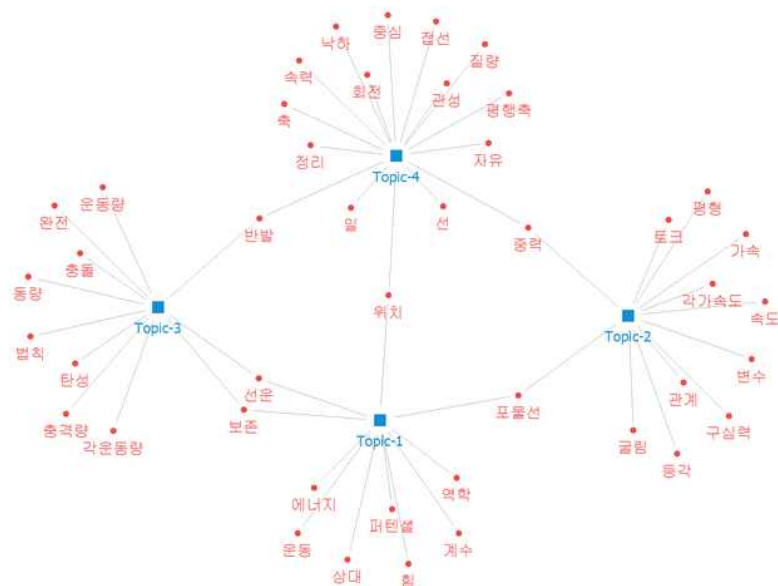 중심
낙하
접선
질량
속력
회전
관성
평행축
축
정리
자유
Topic-4
일
선
반발
중력
운동량
완전
충돌
동량
Topic-3
법칙
탄성
충격량
각운동량
위치
평형
토크
가속
각가속도
속도
Topic-2
변수
관계
구심력
굴림
등각
선운
보존
포물선
Topic-1
에너지
역학
퍼텐셜
운동
계수
상대
힘